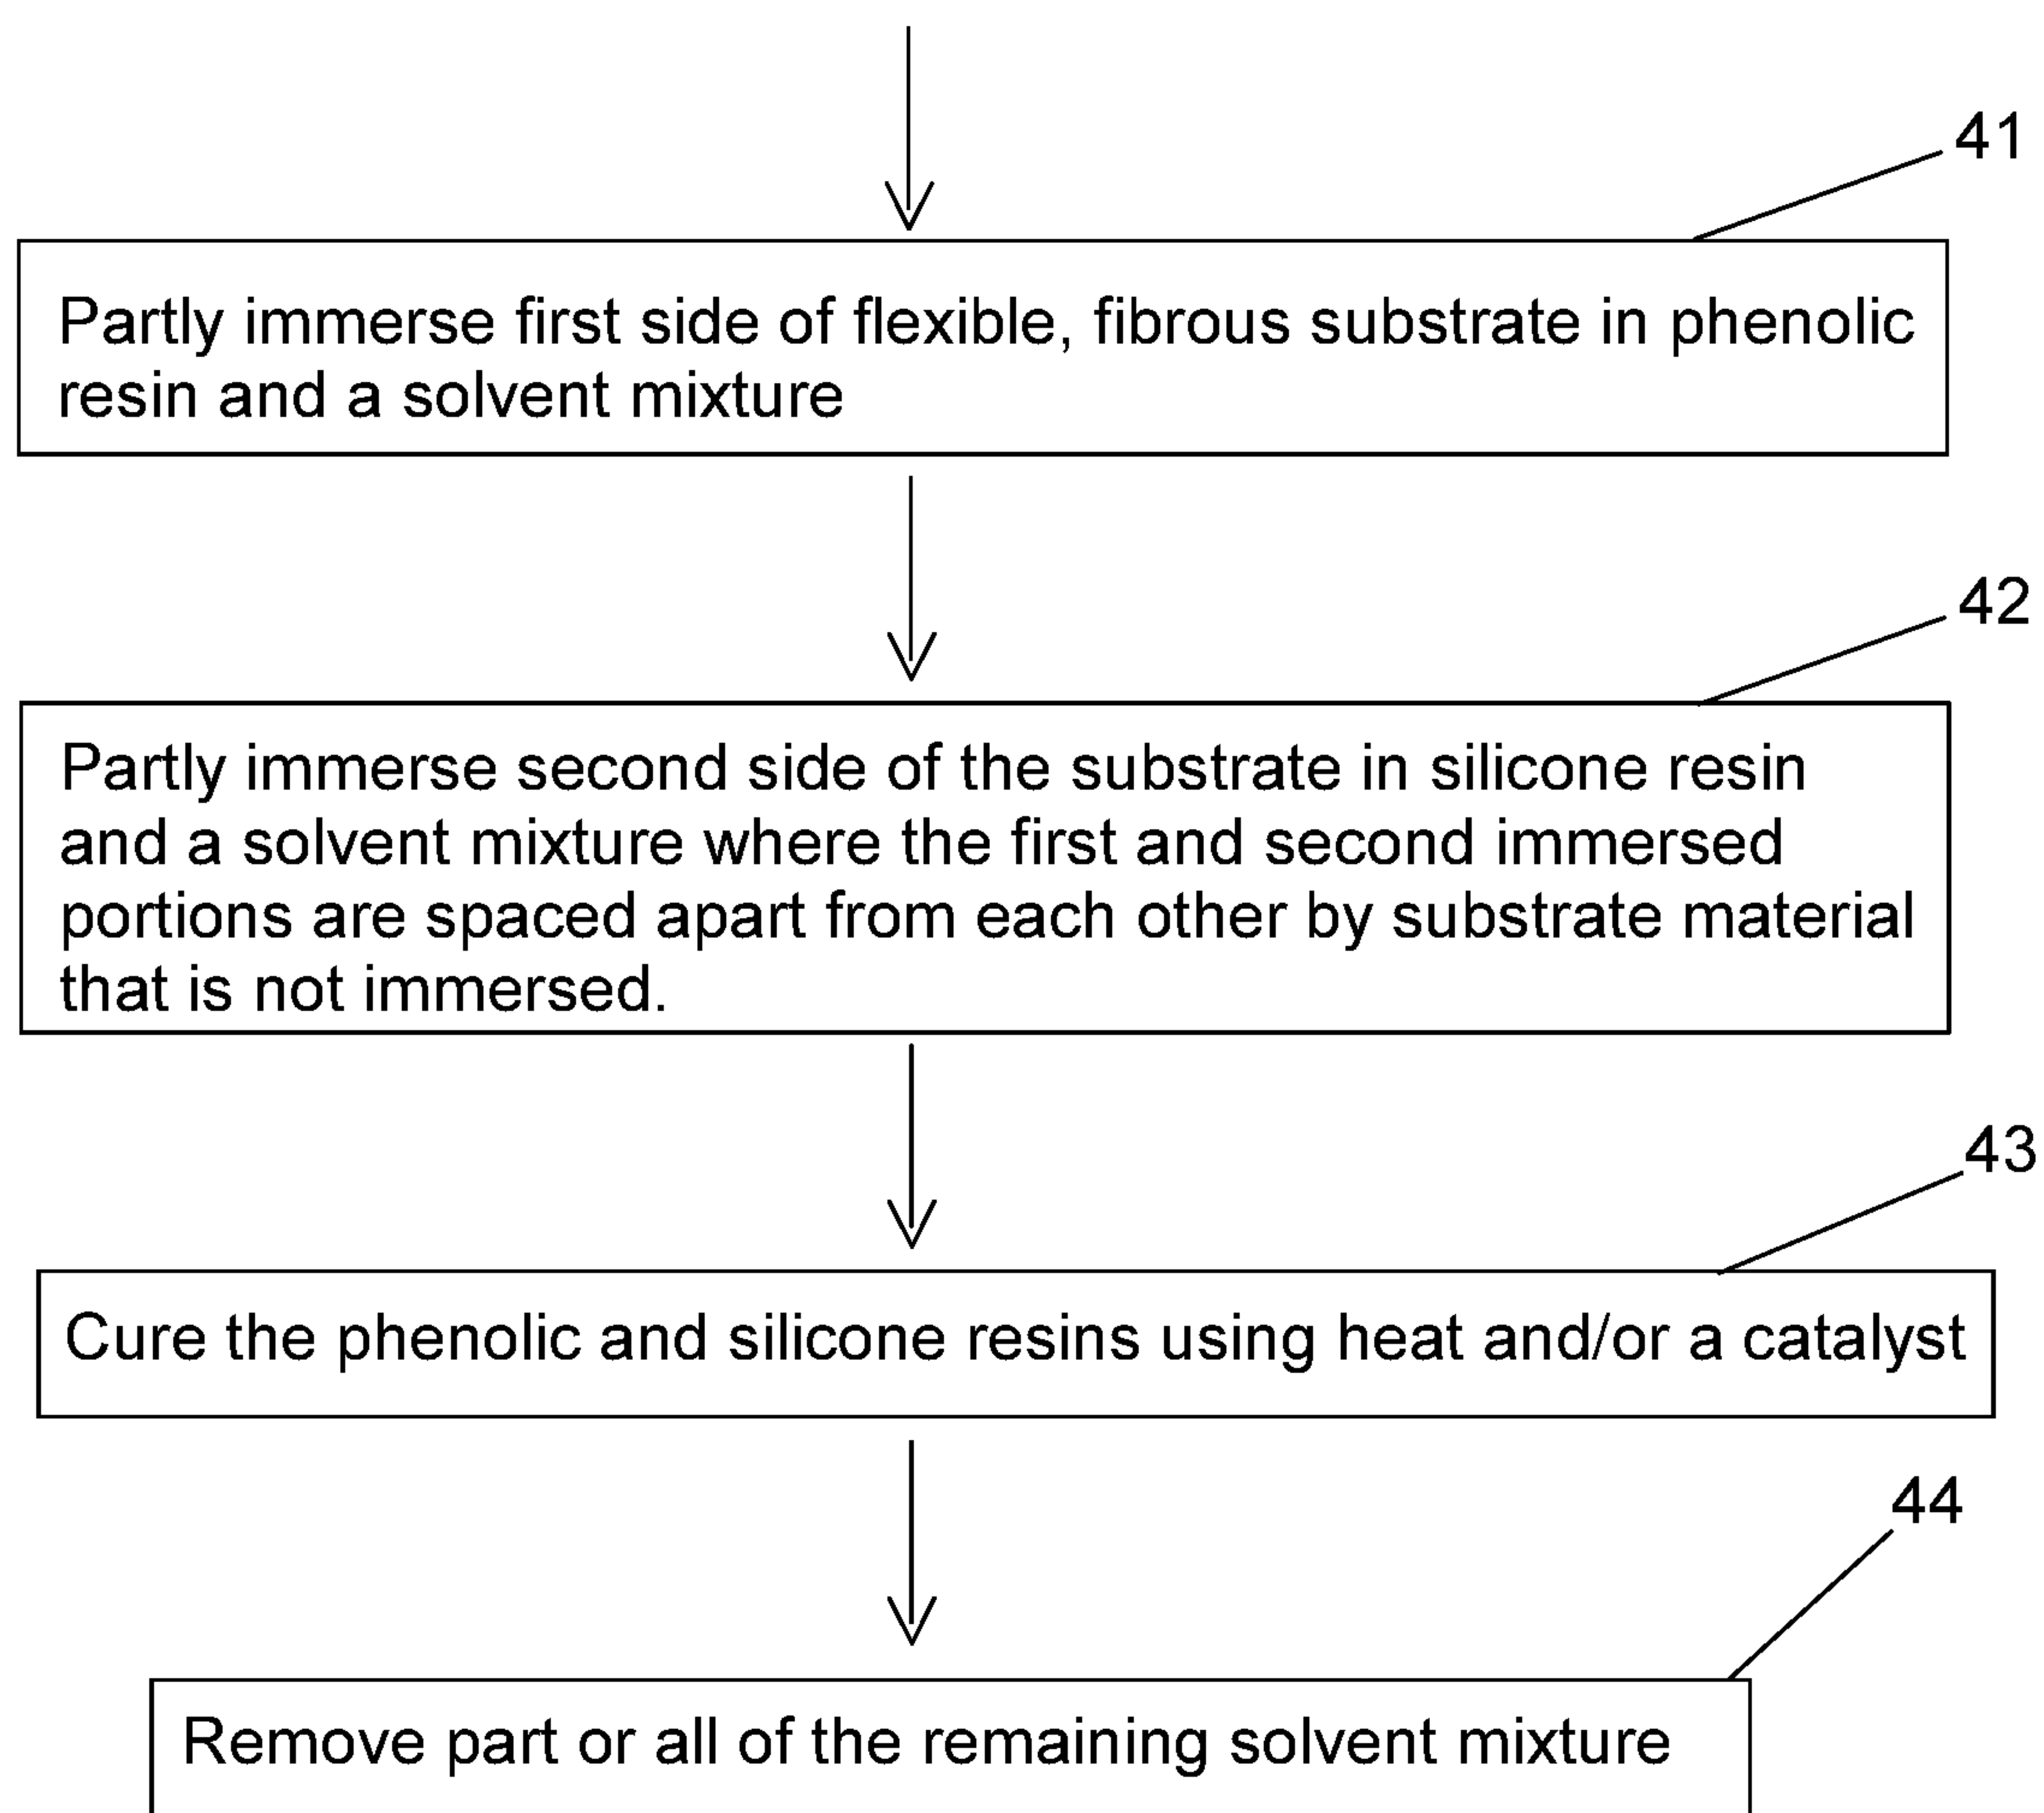 41
Partly immerse first side of flexible, fibrous substrate in phenolic
resin and a solvent mixture
42
Partly immerse second side of the substrate in silicone resin
and a solvent mixture where the first and second immersed
portions are spaced apart from each other by substrate material
that is not immersed.
43
Cure the phenolic and silicone resins using heat and/or a catalyst
44
Remove part or all of the remaining solvent mixture